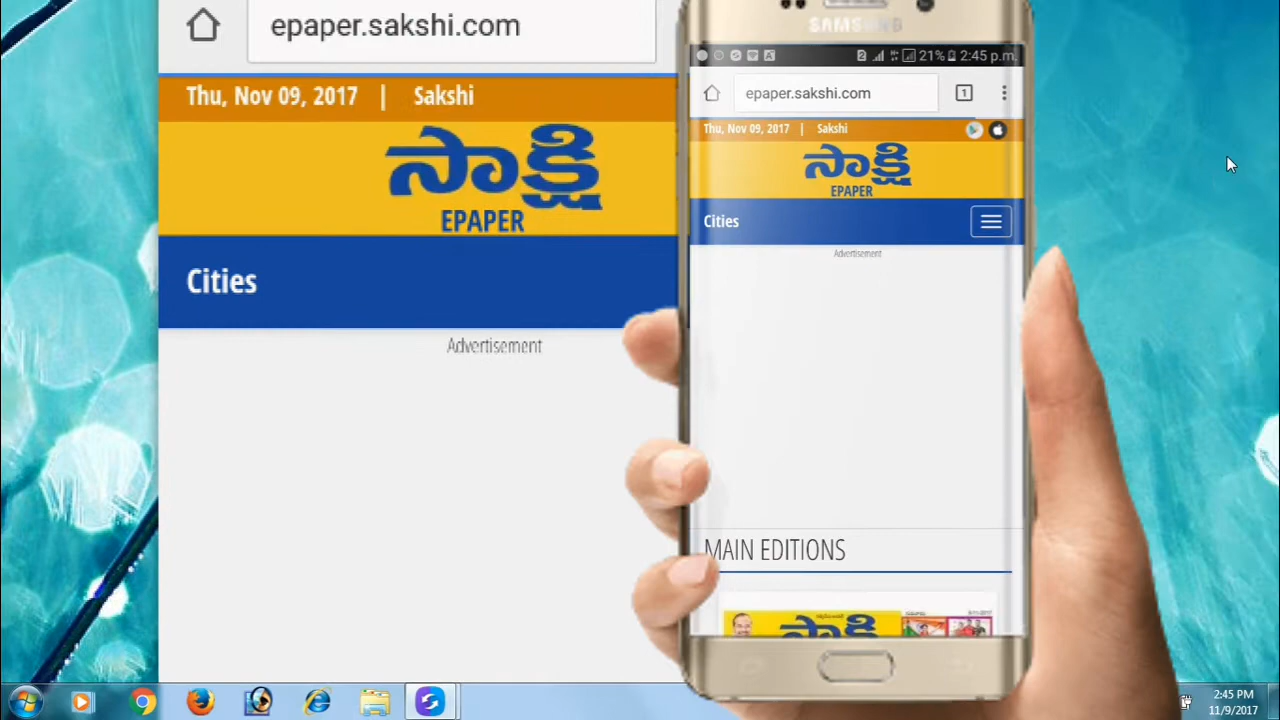 epaper.sakshi.com
Thu, Nov 09, 2017 | Sakshi
సాక్షి
EPAPER
Cities
Advertisement
SAMSUNG
21% 2:45 p.m.
epaper.sakshi.com
1
Thu, Nov 09, 2017 | Sakshi
సాక్షి
EPAPER
Cities
Advertisement
MAIN EDITIONS
సాక్షి
2:45 PM
11/9/2017